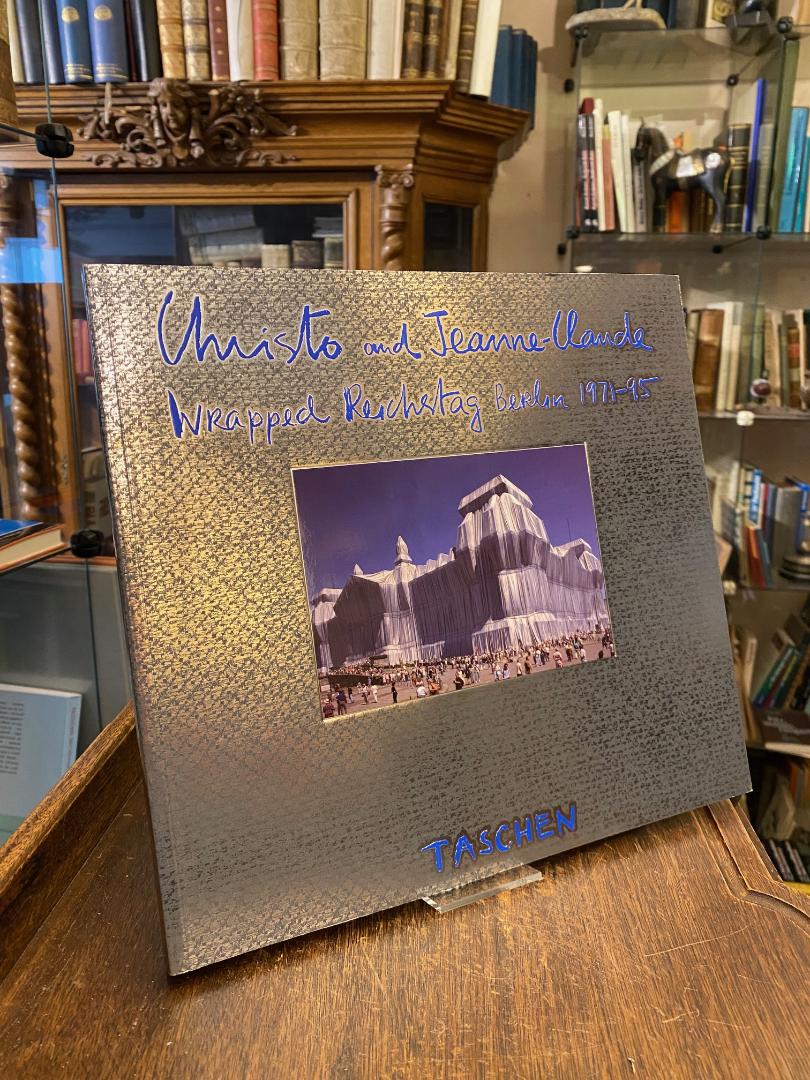 Christo and Jeanne-Claude
Wrapped Reichstag Berlin 1971-95
TASCHEN